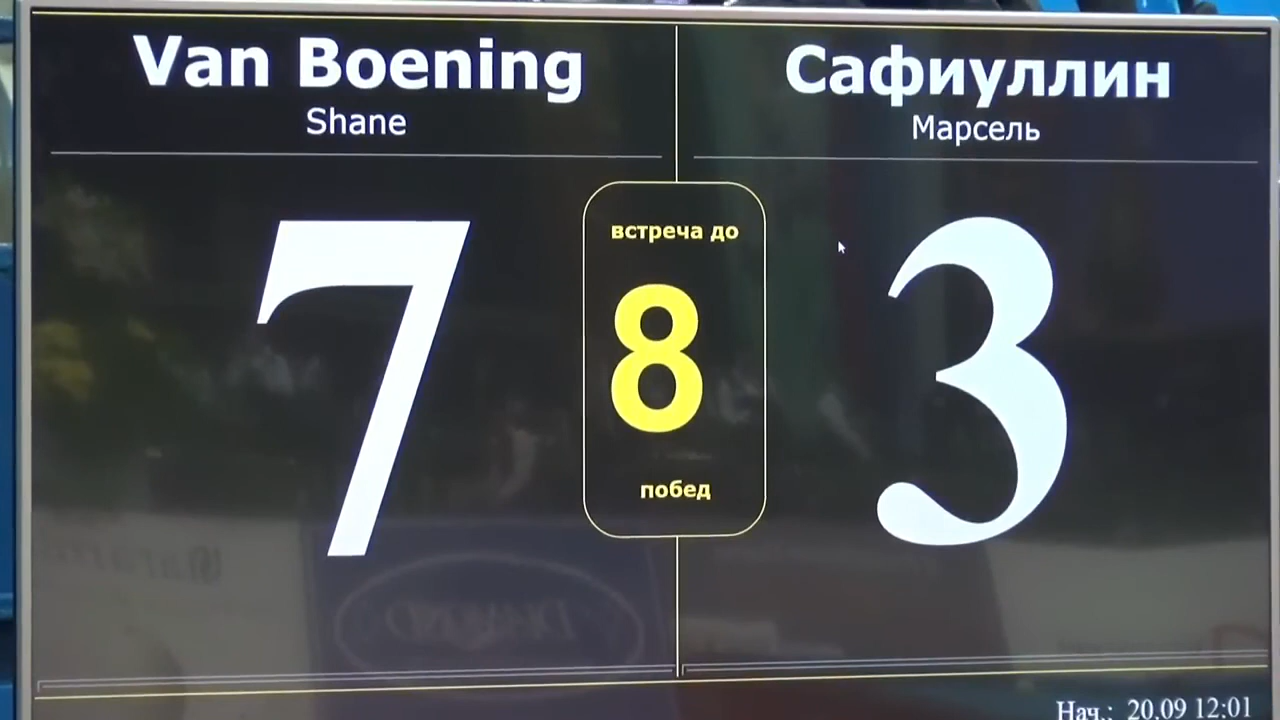 Van Boening
Shane
Сафиуллин
Марсель
7
встреча до
8
побед
3
Нач.: 20.09 12:01